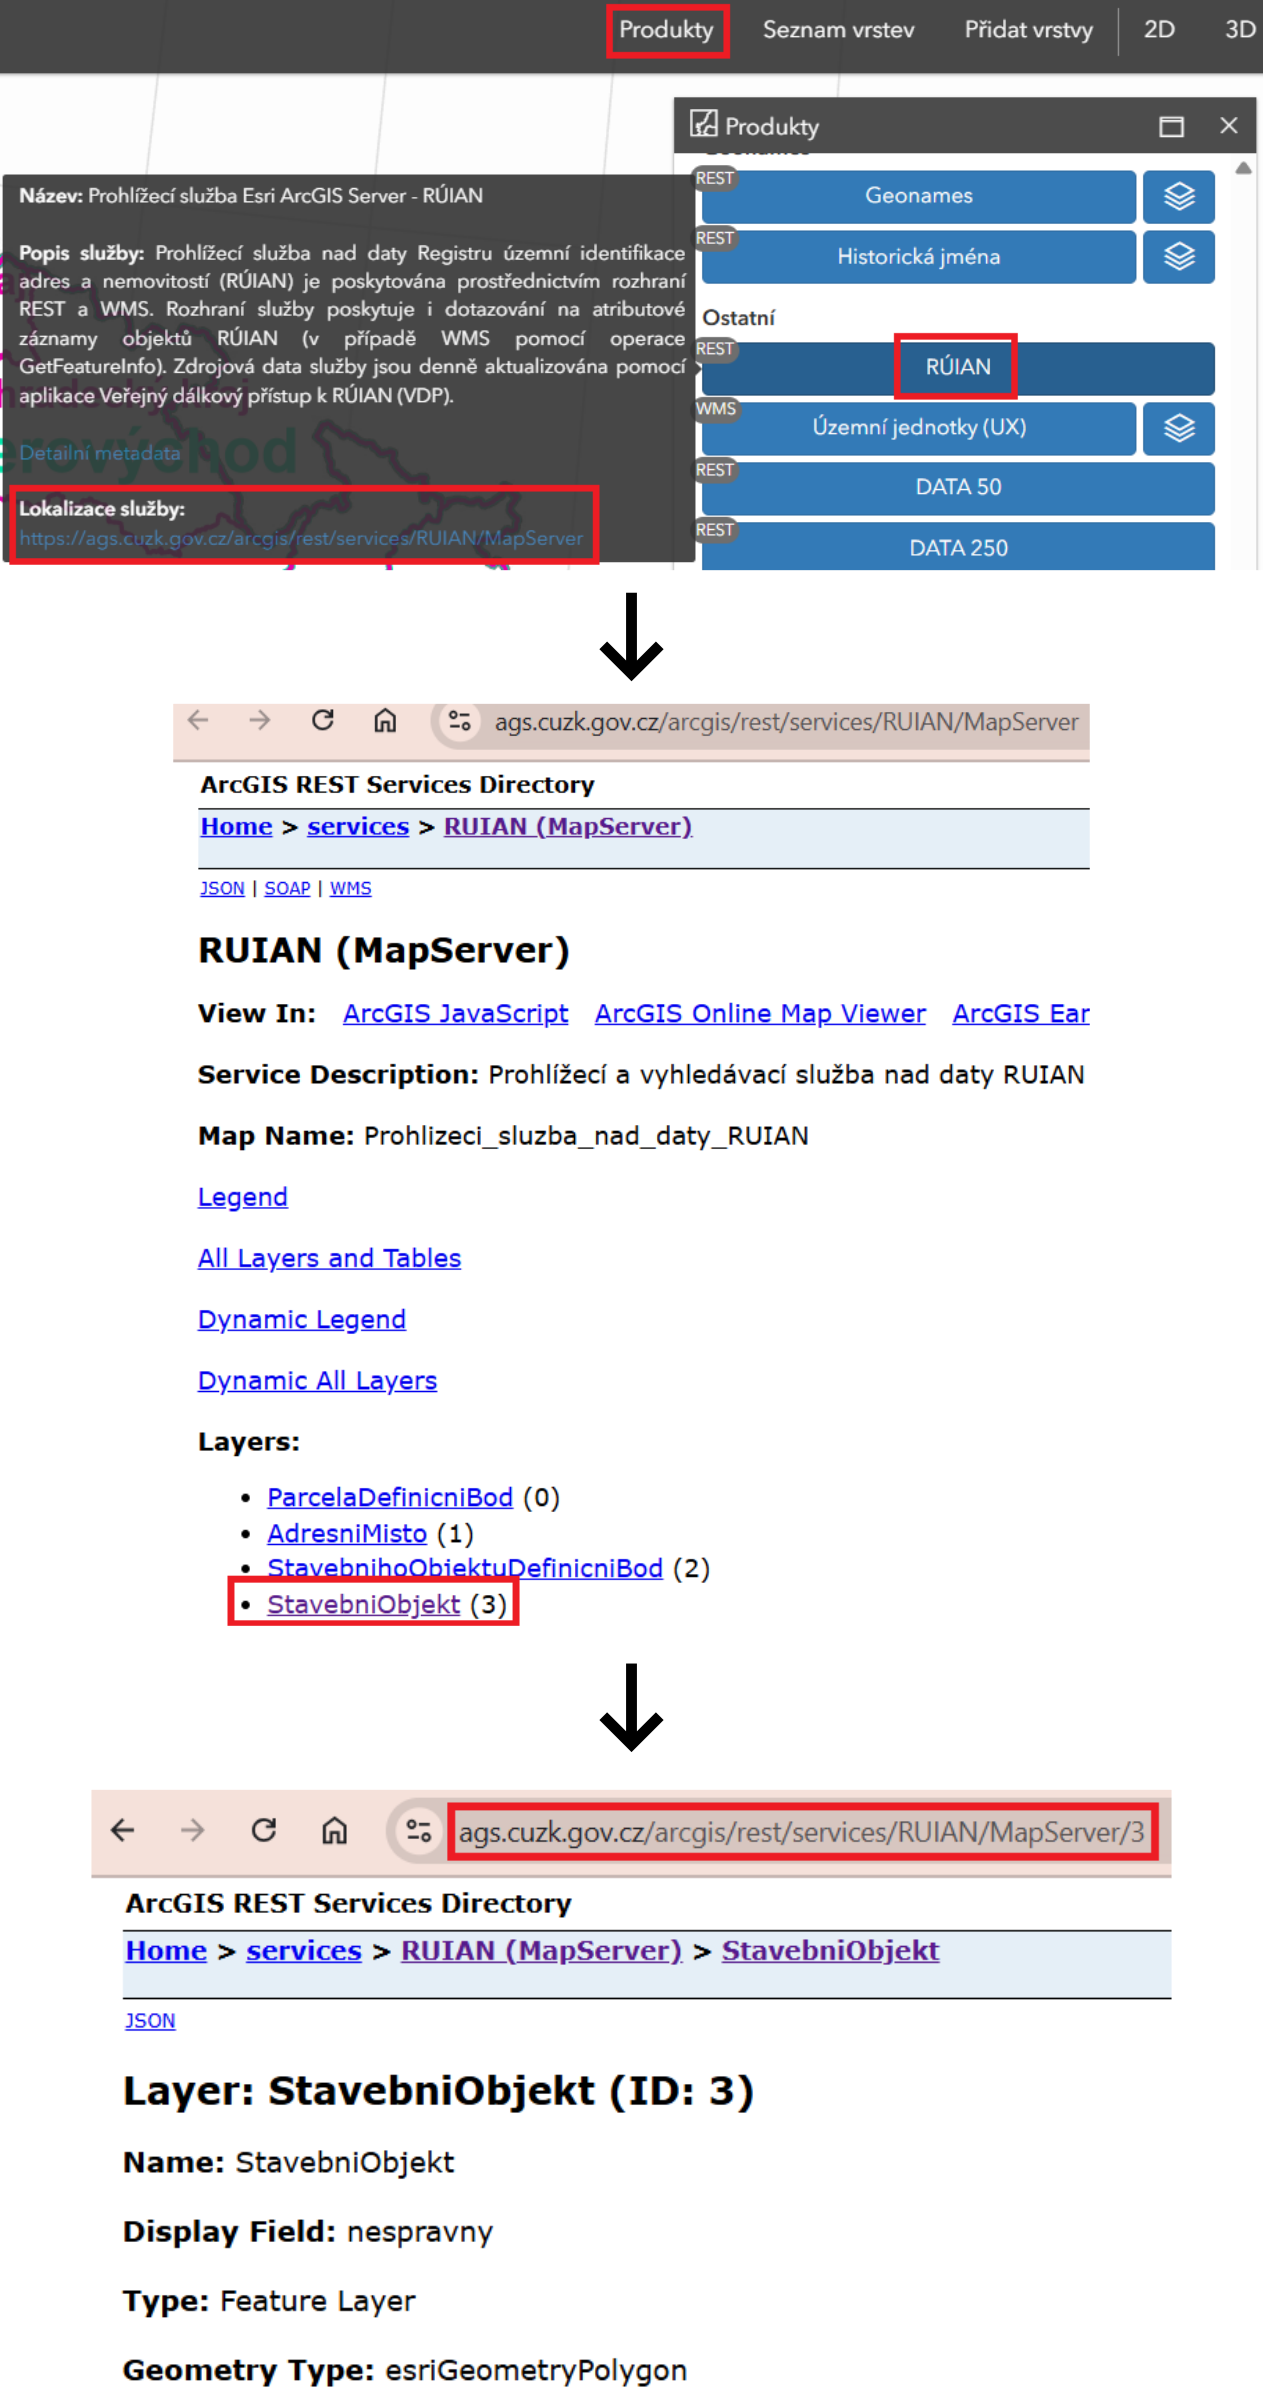 Produkty
Seznam vrstev
Přidat vrstvy
2D
3D
Produkty
REST
Geonames
REST
Historická jména
Ostatní
REST
RÚIAN
WMS
Územní jednotky (UX)
REST
DATA 50
REST
DATA 250
Název: Prohlížecí služba Esri ArcGIS Server - RÚIAN
Popis služby: Prohlížecí služba nad daty Registru územní identifikace
adres a nemovitostí (RÚIAN) je poskytována prostřednictvím rozhraní
REST a WMS. Rozhraní služby poskytuje i dotazování na atributové
záznamy objektů RÚIAN (v případě WMS pomocí operace
GetFeatureInfo). Zdrojová data služby jsou denně aktualizována pomocí
aplikace Veřejný dálkový přístup k RÚIAN (VDP).
Detailní metadata
Lokalizace služby:
https://ags.cuzk.gov.cz/arcgis/rest/services/RUIAN/MapServer
ags.cuzk.gov.cz/arcgis/rest/services/RUIAN/MapServer
ArcGIS REST Services Directory
Home > services > RUIAN (MapServer)
JSON | SOAP | WMS
RUIAN (MapServer)
View In: ArcGIS JavaScript ArcGIS Online Map Viewer ArcGIS Ear
Service Description: Prohlížecí a vyhledávací služba nad daty RUIAN
Map Name: Prohlizeci_sluzba_nad_daty_RUIAN
Legend
All Layers and Tables
Dynamic Legend
Dynamic All Layers
Layers:
• ParcelaDefinicniBod (0)
• AdresniMisto (1)
• StavebnihoObjektuDefinicniBod (2)
• StavebniObjekt (3)
ags.cuzk.gov.cz/arcgis/rest/services/RUIAN/MapServer/3
ArcGIS REST Services Directory
Home > services > RUIAN (MapServer) > StavebniObjekt
JSON
Layer: StavebniObjekt (ID: 3)
Name: StavebniObjekt
Display Field: nespravny
Type: Feature Layer
Geometry Type: esriGeometryPolygon